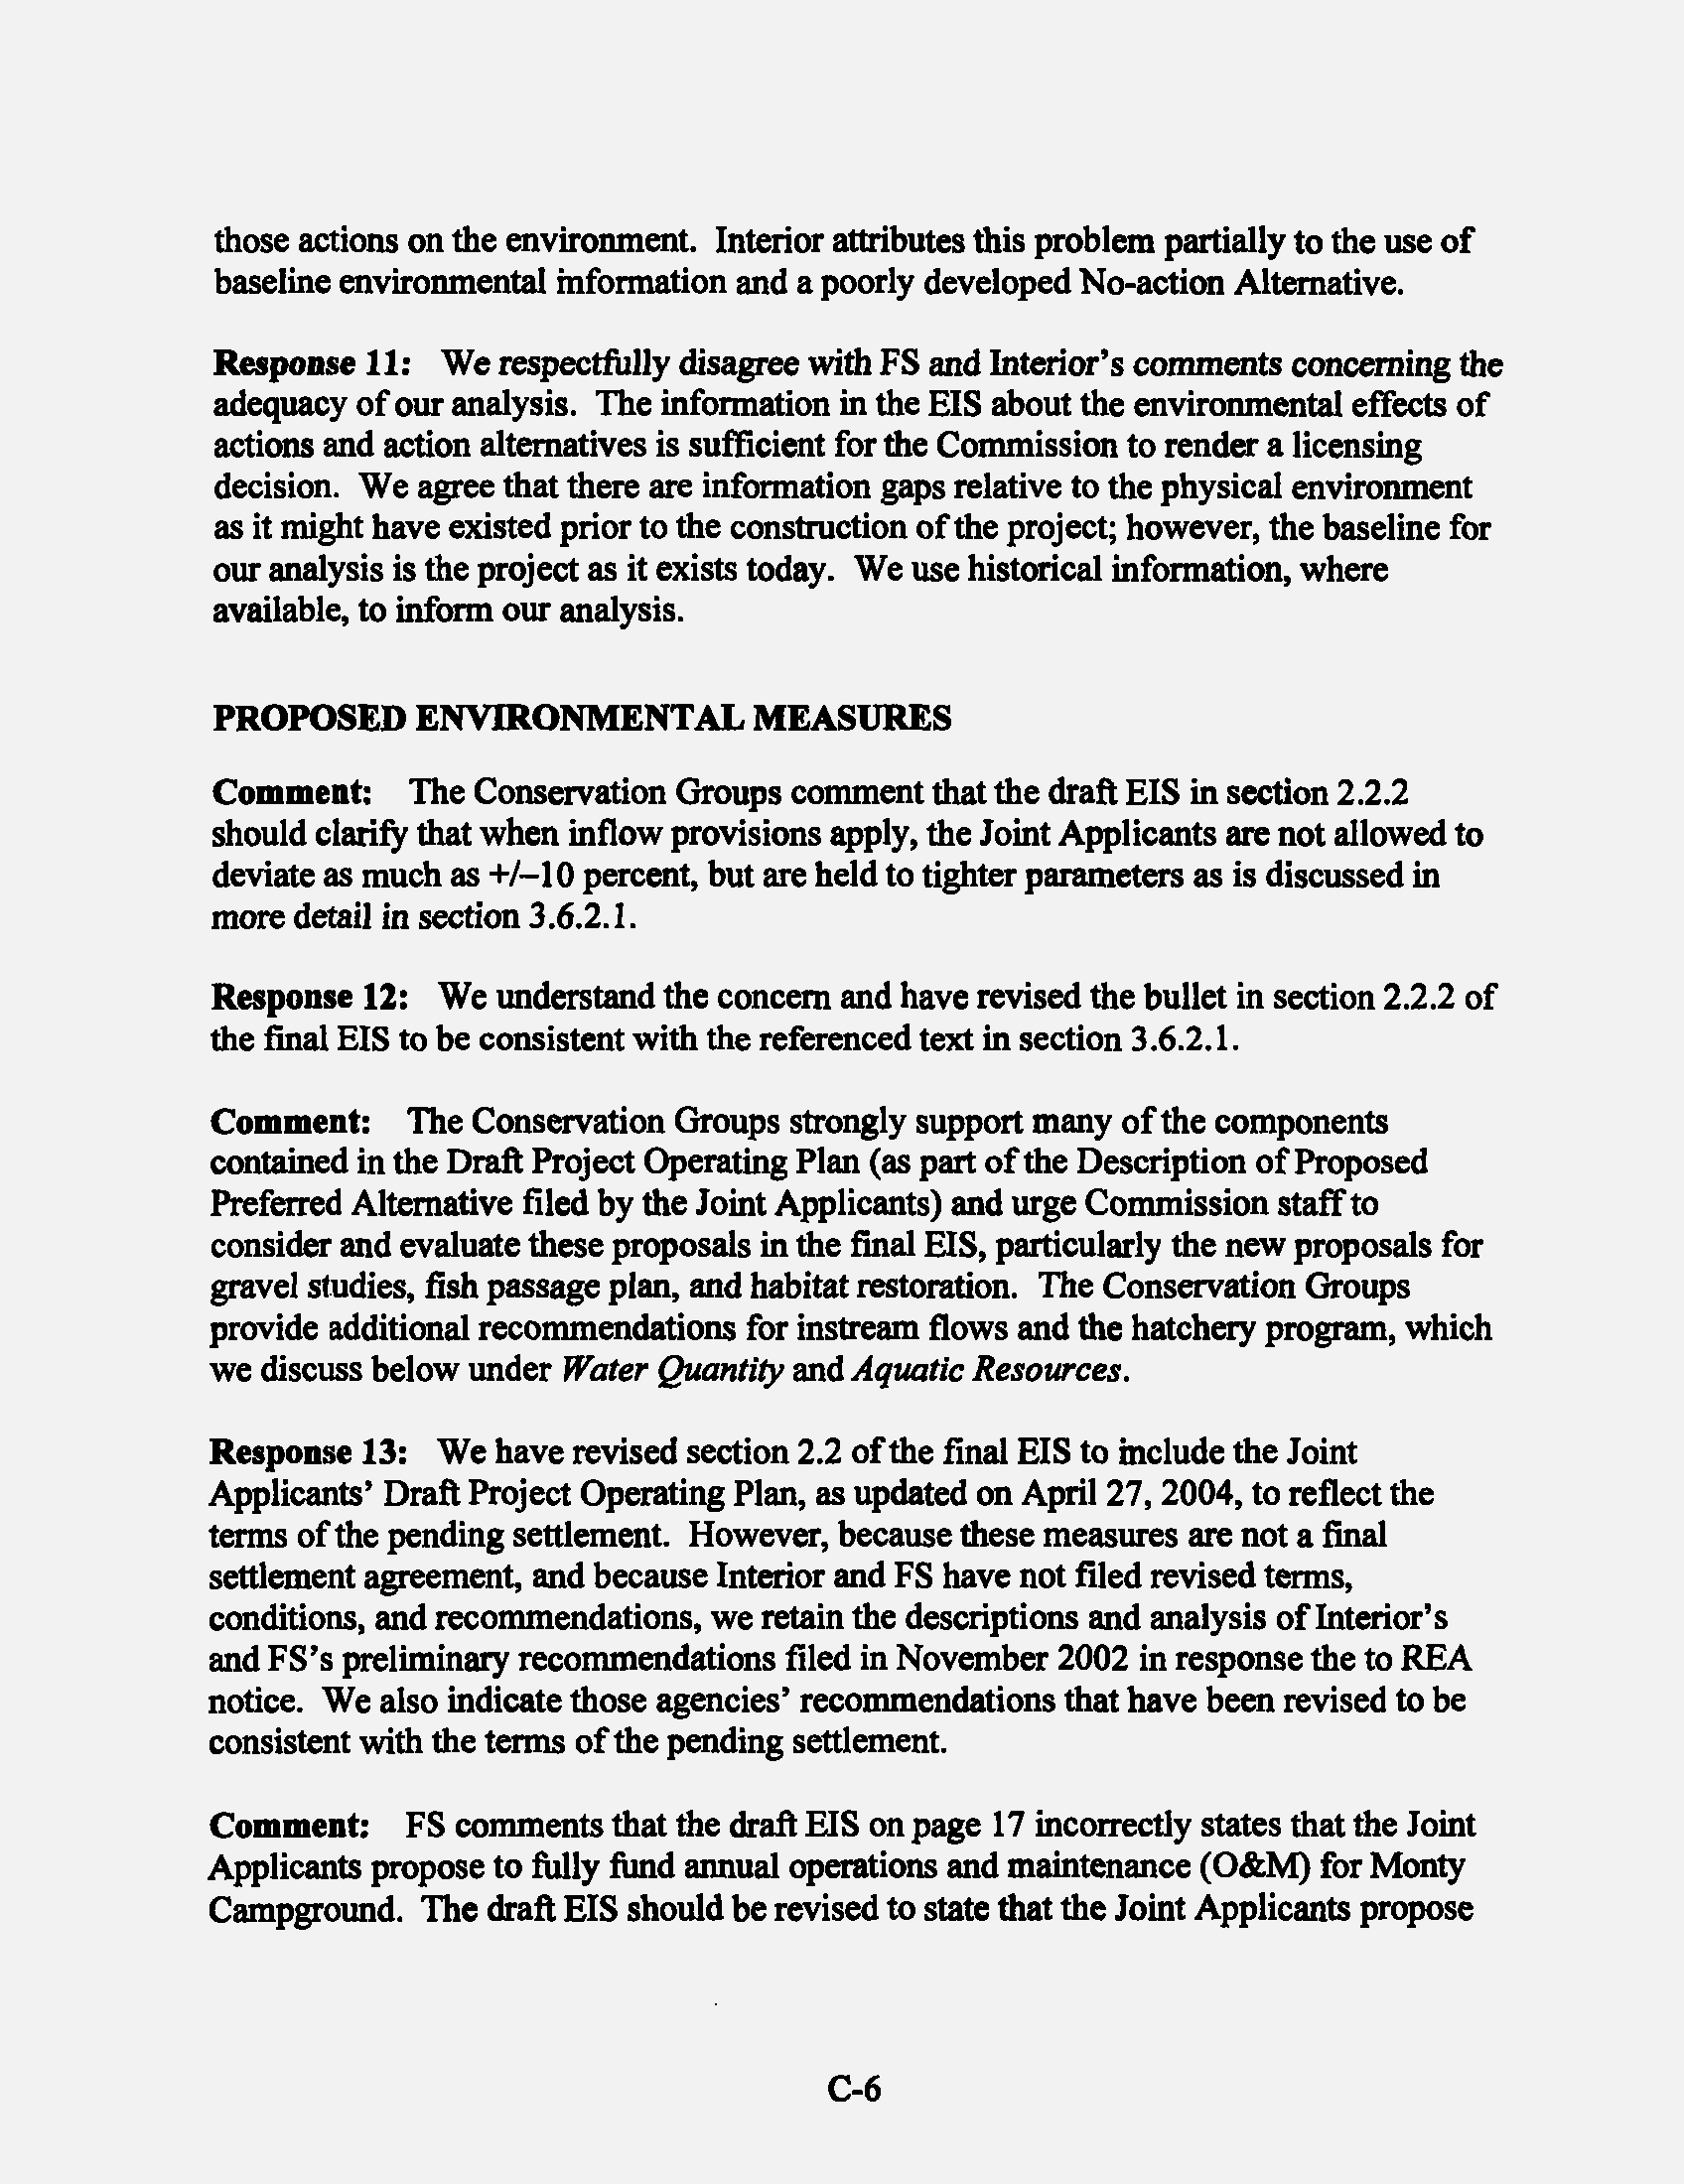 those actions on the environment. Interior attributes this problem partially to the use of
baseline environmental information and a poorly developed No-action Alternative.
Response 11: We respectfully disagree with FS and Interior's comments concerning the
adequacy of our analysis. The information in the EIS about the environmental effects of
actions and action alternatives is sufficient for the Commission to render a licensing
decision. We agree that there are information gaps relative to the physical environment
as it might have existed prior to the construction of the project; however, the baseline for
our analysis is the project as it exists today. We use historical information, where
available, to inform our analysis.
PROPOSED ENVIRONMENTAL MEASURES
Comment: The Conservation Groups comment that the draft EIS in section 2.2.2
should clarify that when inflow provisions apply, the Joint Applicants are not allowed to
deviate as much as +/–10 percent, but are held to tighter parameters as is discussed in
more detail in section 3.6.2.1.
Response 12: We understand the concern and have revised the bullet in section 2.2.2 of
the final EIS to be consistent with the referenced text in section 3.6.2.1.
Comment: The Conservation Groups strongly support many of the components
contained in the Draft Project Operating Plan (as part of the Description of Proposed
Preferred Alternative filed by the Joint Applicants) and urge Commission staff to
consider and evaluate these proposals in the final EIS, particularly the new proposals for
gravel studies, fish passage plan, and habitat restoration. The Conservation Groups
provide additional recommendations for instream flows and the hatchery program, which
we discuss below under Water Quantity and Aquatic Resources.
Response 13: We have revised section 2.2 of the final EIS to include the Joint
Applicants' Draft Project Operating Plan, as updated on April 27, 2004, to reflect the
terms of the pending settlement. However, because these measures are not a final
settlement agreement, and because Interior and FS have not filed revised terms,
conditions, and recommendations, we retain the descriptions and analysis of Interior's
and FS's preliminary recommendations filed in November 2002 in response the to REA
notice. We also indicate those agencies' recommendations that have been revised to be
consistent with the terms of the pending settlement.
Comment: FS comments that the draft EIS on page 17 incorrectly states that the Joint
Applicants propose to fully fund annual operations and maintenance (O&M) for Monty
Campground. The draft EIS should be revised to state that the Joint Applicants propose
C-6